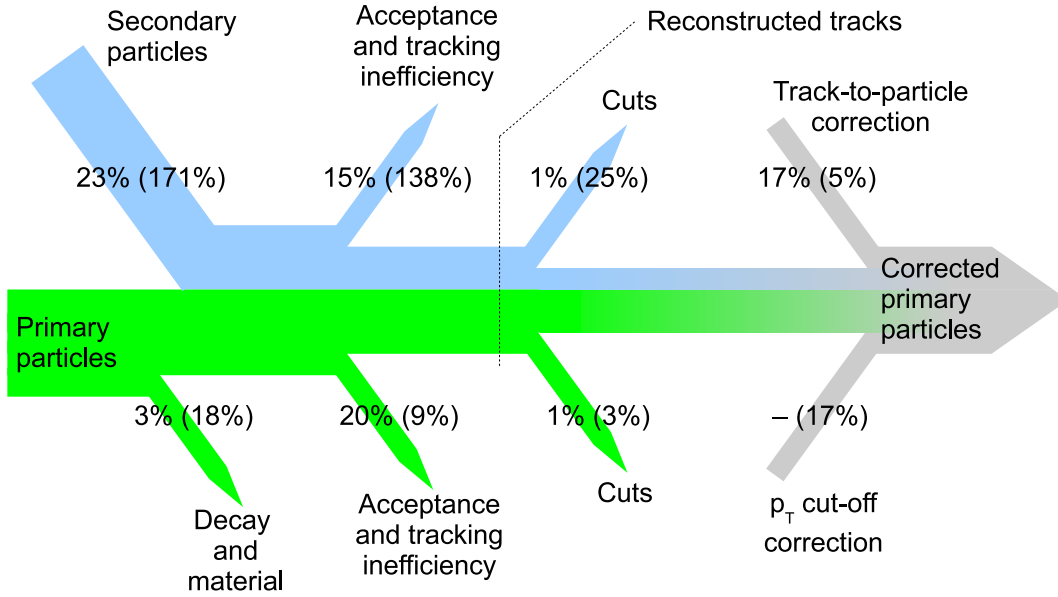 Secondary
particles
Acceptance
and tracking
inefficiency
Reconstructed tracks
Cuts
Track-to-particle
correction
23% (171%)
15% (138%)
1% (25%)
17% (5%)
Primary
particles
Corrected
primary
particles
3% (18%)
20% (9%)
1% (3%)
– (17%)
Decay
and
material
Acceptance
and tracking
inefficiency
Cuts
p_T cut-off
correction